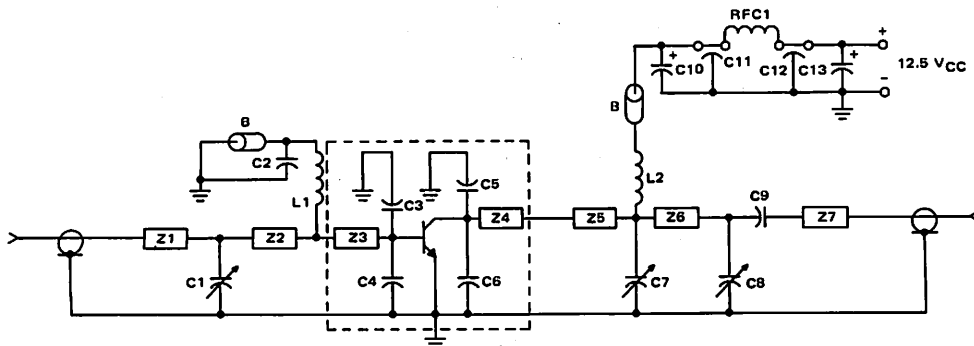 RFC1
+
+
+
C10
C11
C12
C13
12.5 VCC
-
B
B
C2
L1
L2
C3
C5
C9
Z1
Z2
Z3
Z4
Z5
Z6
Z7
C1
C4
C6
C7
C8